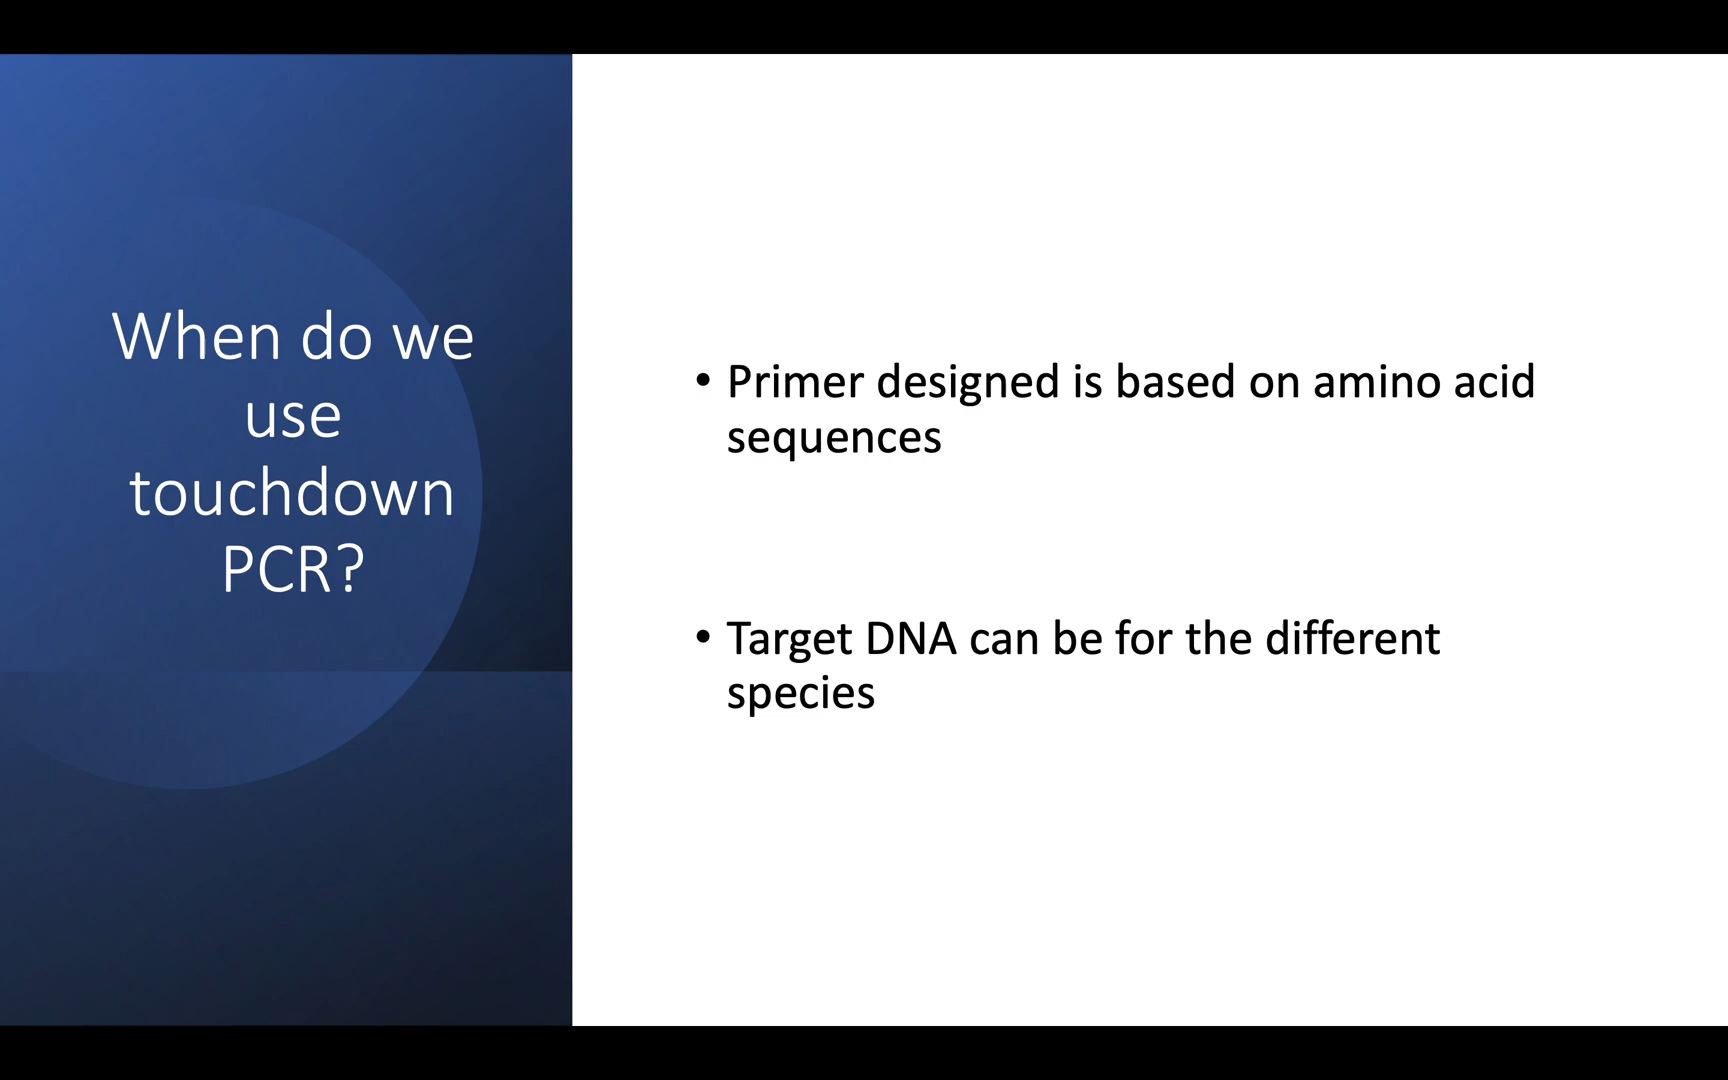 When do we
use
touchdown
PCR?
• Primer designed is based on amino acid
sequences
• Target DNA can be for the different
species